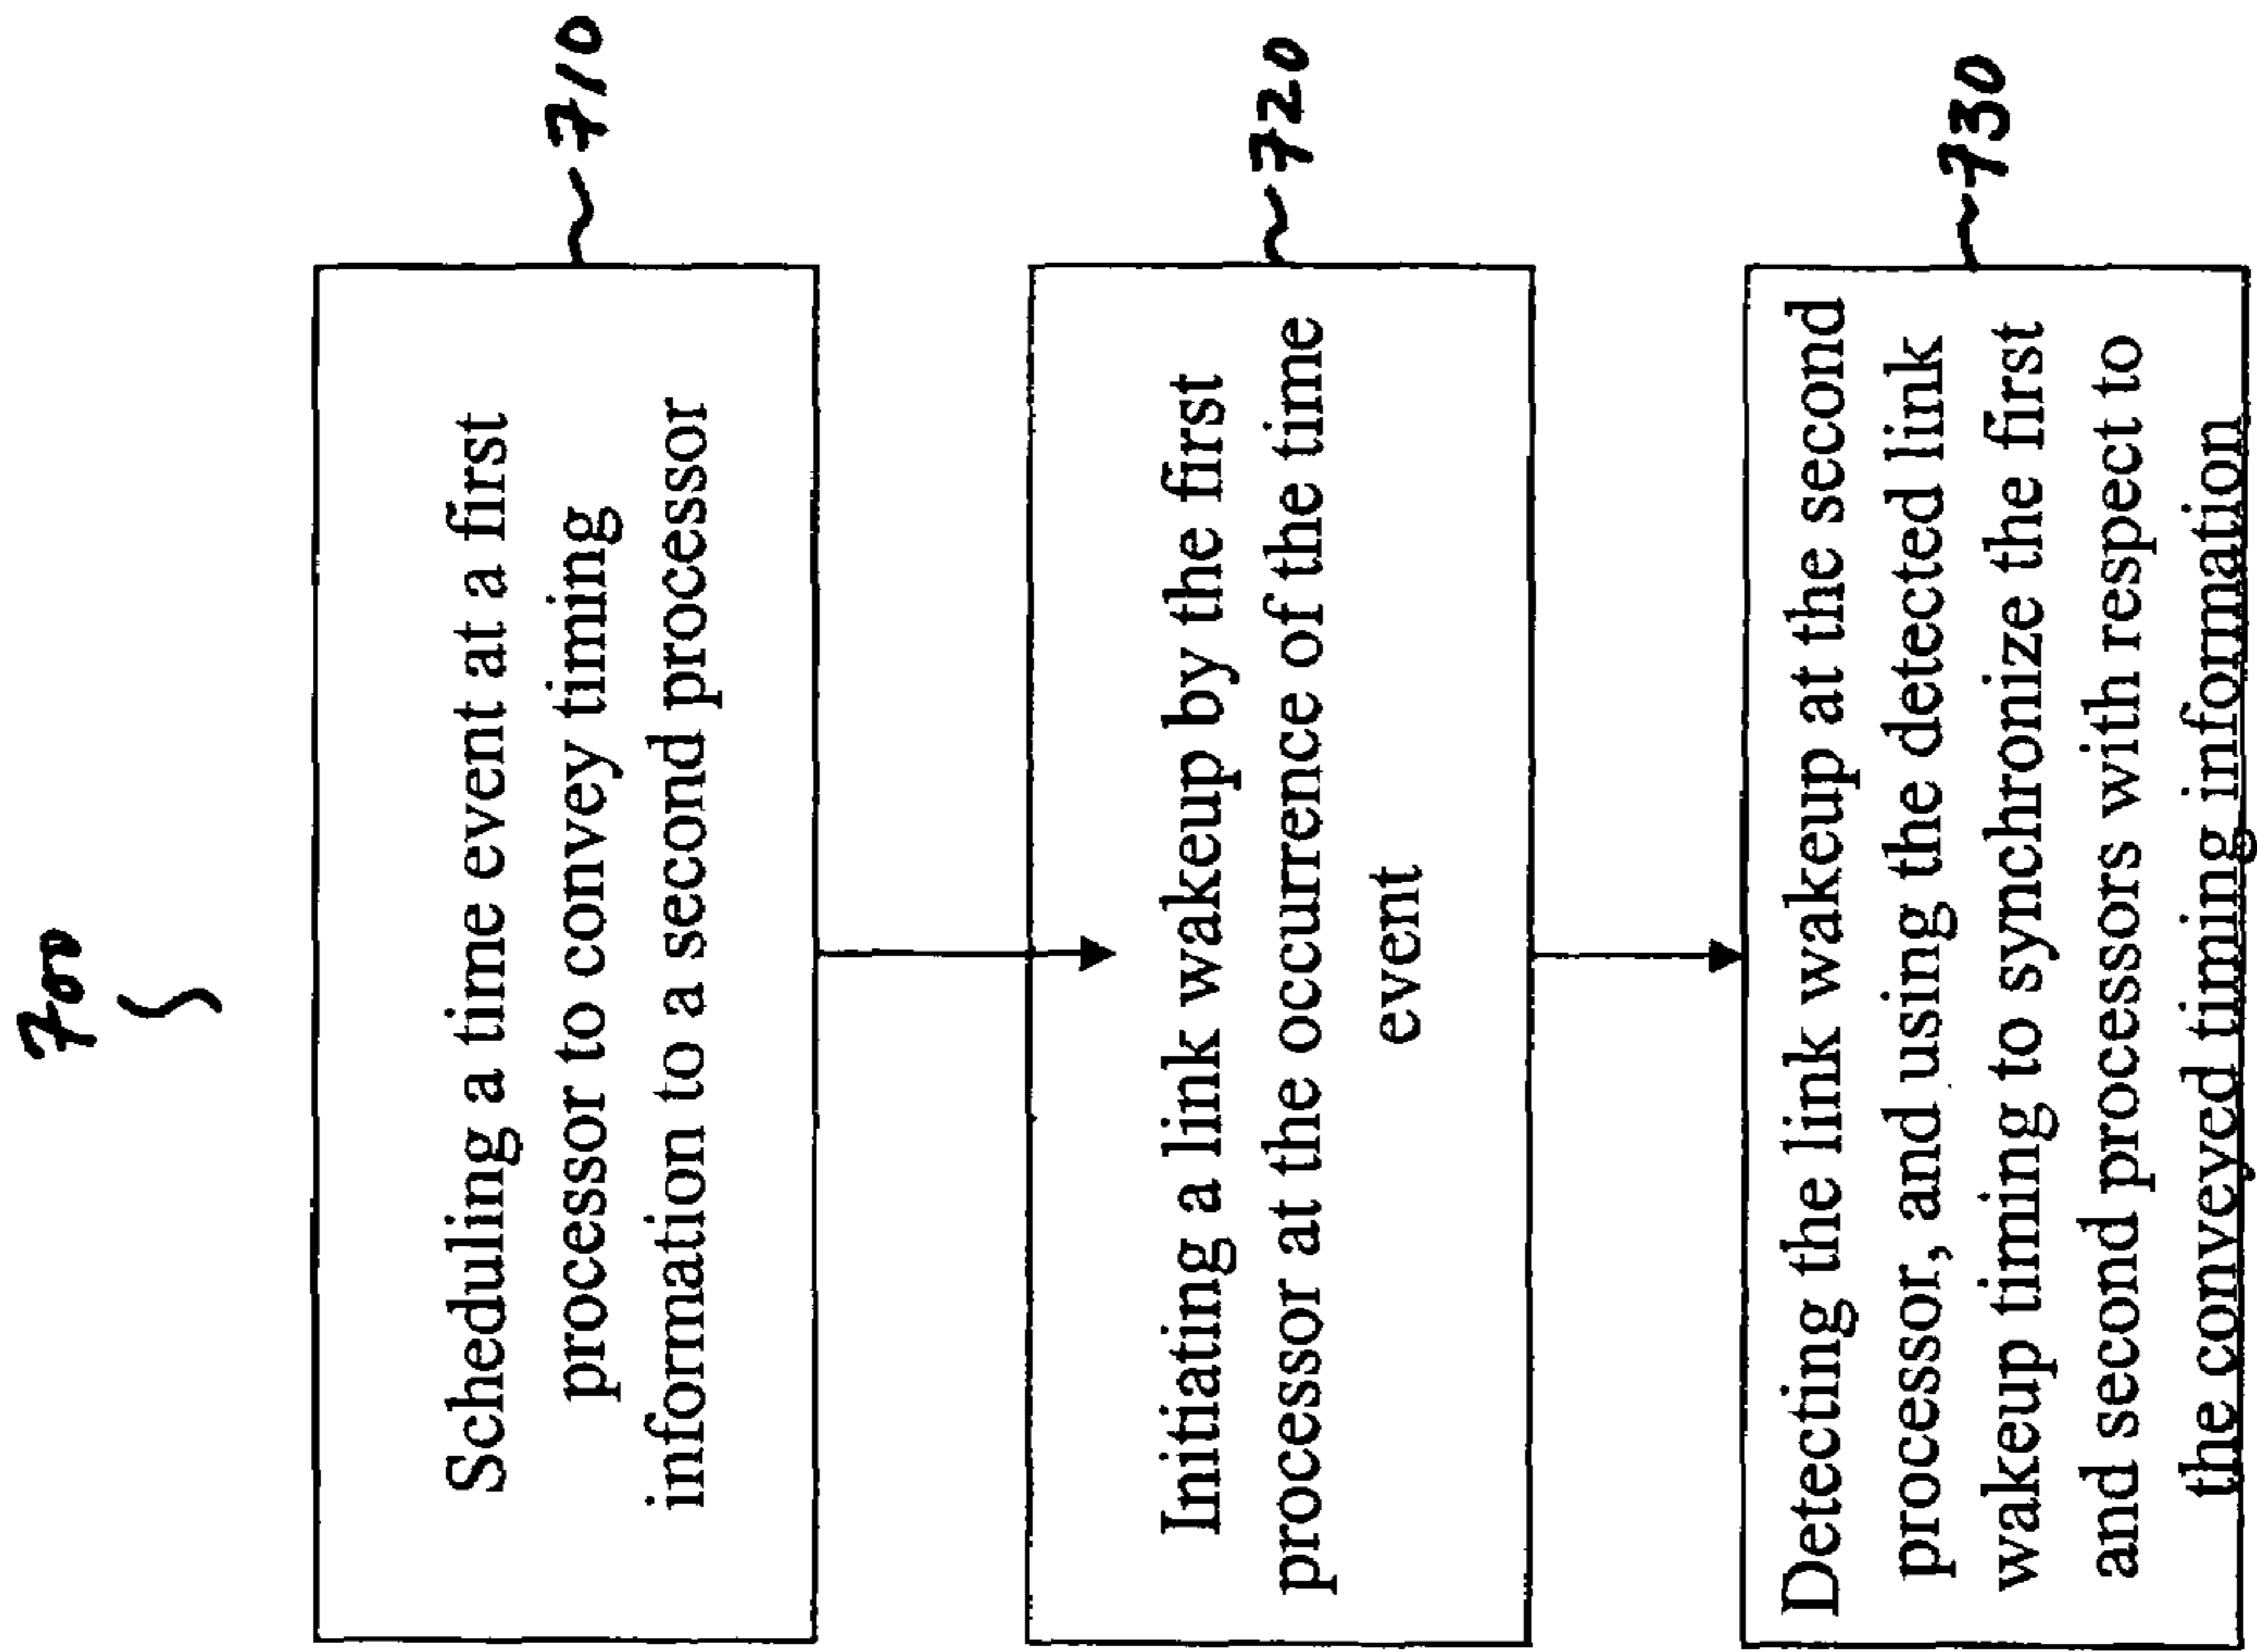 700
Scheduling a time event at a first
processor to convey timing
information to a second processor
710
Initiating a link wakeup by the first
processor at the occurrence of the time
event
720
Detecting the link wakeup at the second
processor, and using the detected link
wakeup timing to synchronize the first
and second processors with respect to
the conveyed timing information
730